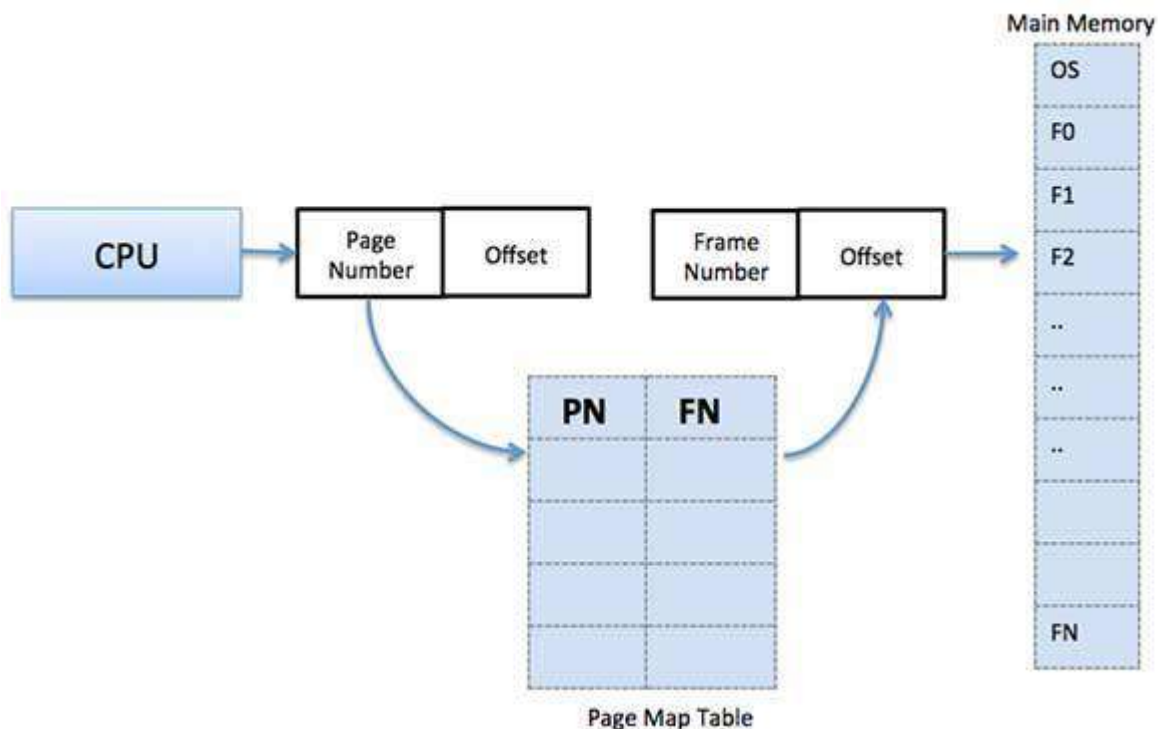 Main Memory
OS
F0
F1
F2
..
..
..
FN
CPU
Page
Number
Offset
Frame
Number
Offset
PN
FN
Page Map Table